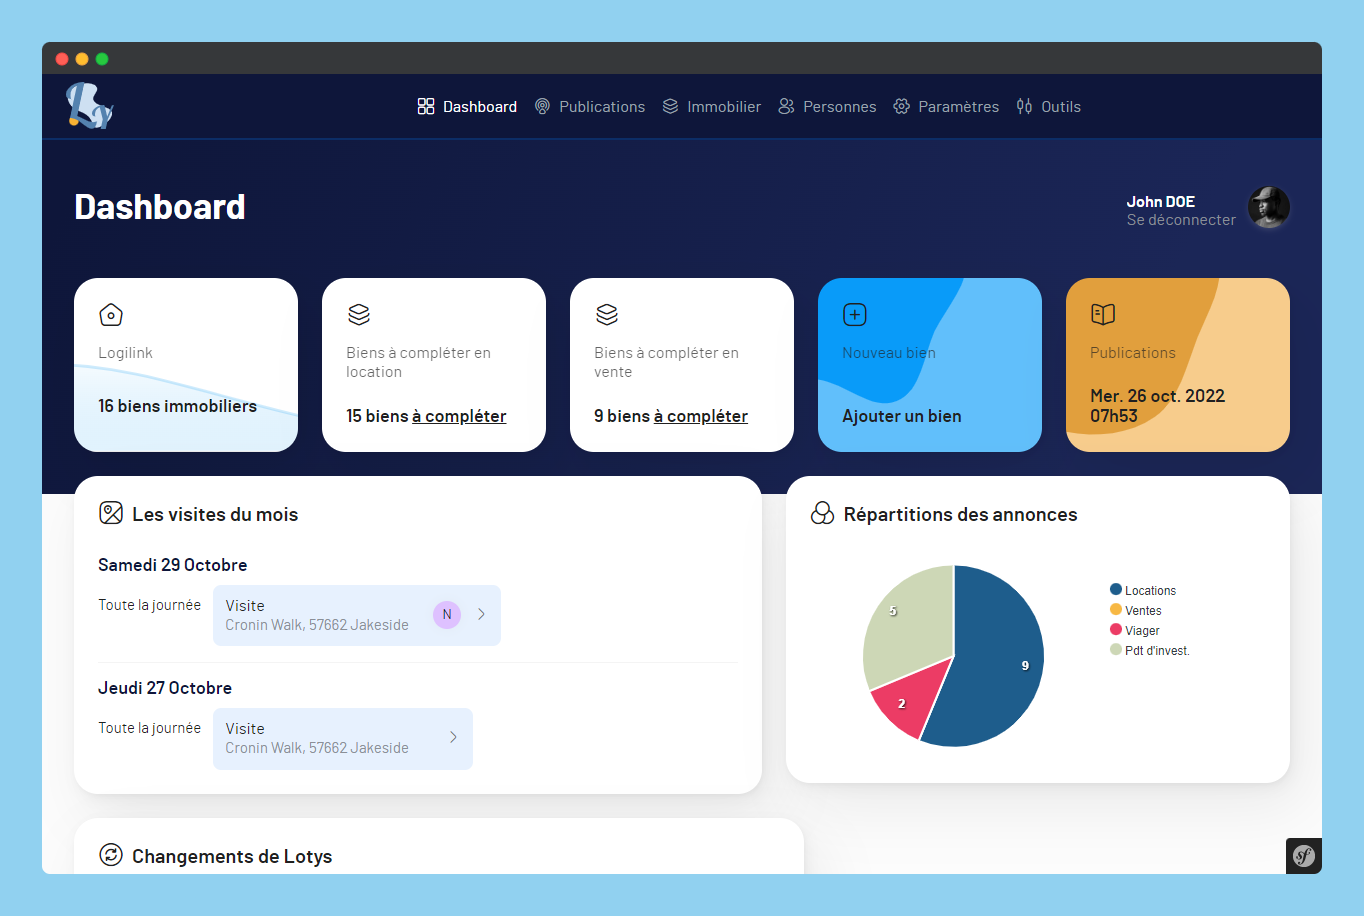 Ly
Dashboard Publications Immobilier Personnes Paramètres Outils
Dashboard
John DOE
Se déconnecter
Logilink
16 biens immobiliers
Biens à compléter en
location
15 biens à compléter
Biens à compléter en
vente
9 biens à compléter
Nouveau bien
Ajouter un bien
Publications
Mer. 26 oct. 2022
07h53
Les visites du mois
Samedi 29 Octobre
Toute la journée
Visite
Cronin Walk, 57662 Jakeside
N
Jeudi 27 Octobre
Toute la journée
Visite
Cronin Walk, 57662 Jakeside
Répartitions des annonces
5
9
2
Locations
Ventes
Viager
Pdt d'invest.
Changements de Lotys
sf